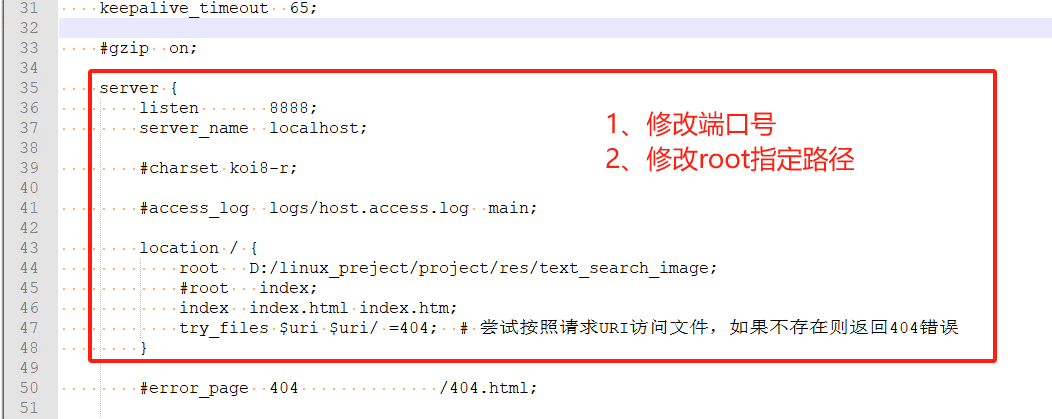 31 keepalive_timeout 65;
32
33 #gzip on;
34
35 server {
36 listen 8888;
37 server_name localhost;
38
39 #charset koi8-r;
40
41 #access_log logs/host.access.log main;
42
43 location / {
44 root D:/linux_preject/project/res/text_search_image;
45 #root index;
46 index index.html index.htm;
47 try_files $uri $uri/ =404; # 尝试按照请求URI访问文件，如果不存在则返回404错误
48 }
49
50 #error_page 404 /404.html;
51
1、修改端口号
2、修改root指定路径